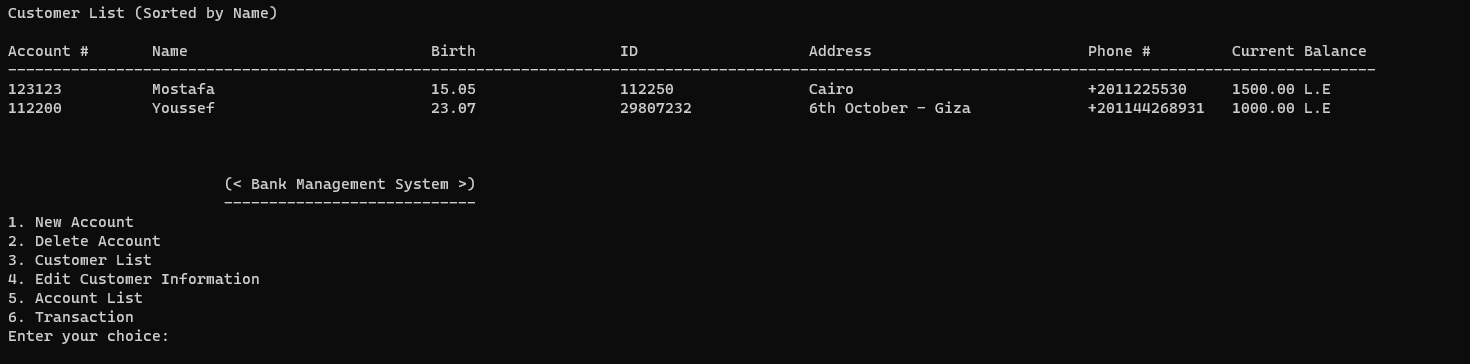 Customer List (Sorted by Name)
Account # Name Birth ID Address Phone # Current Balance
123123 Mostafa 15.05 112250 Cairo +2011225530 1500.00 L.E
112200 Youssef 23.07 29807232 6th October - Giza +201144268931 1000.00 L.E
(< Bank Management System >)
1. New Account
2. Delete Account
3. Customer List
4. Edit Customer Information
5. Account List
6. Transaction
Enter your choice: